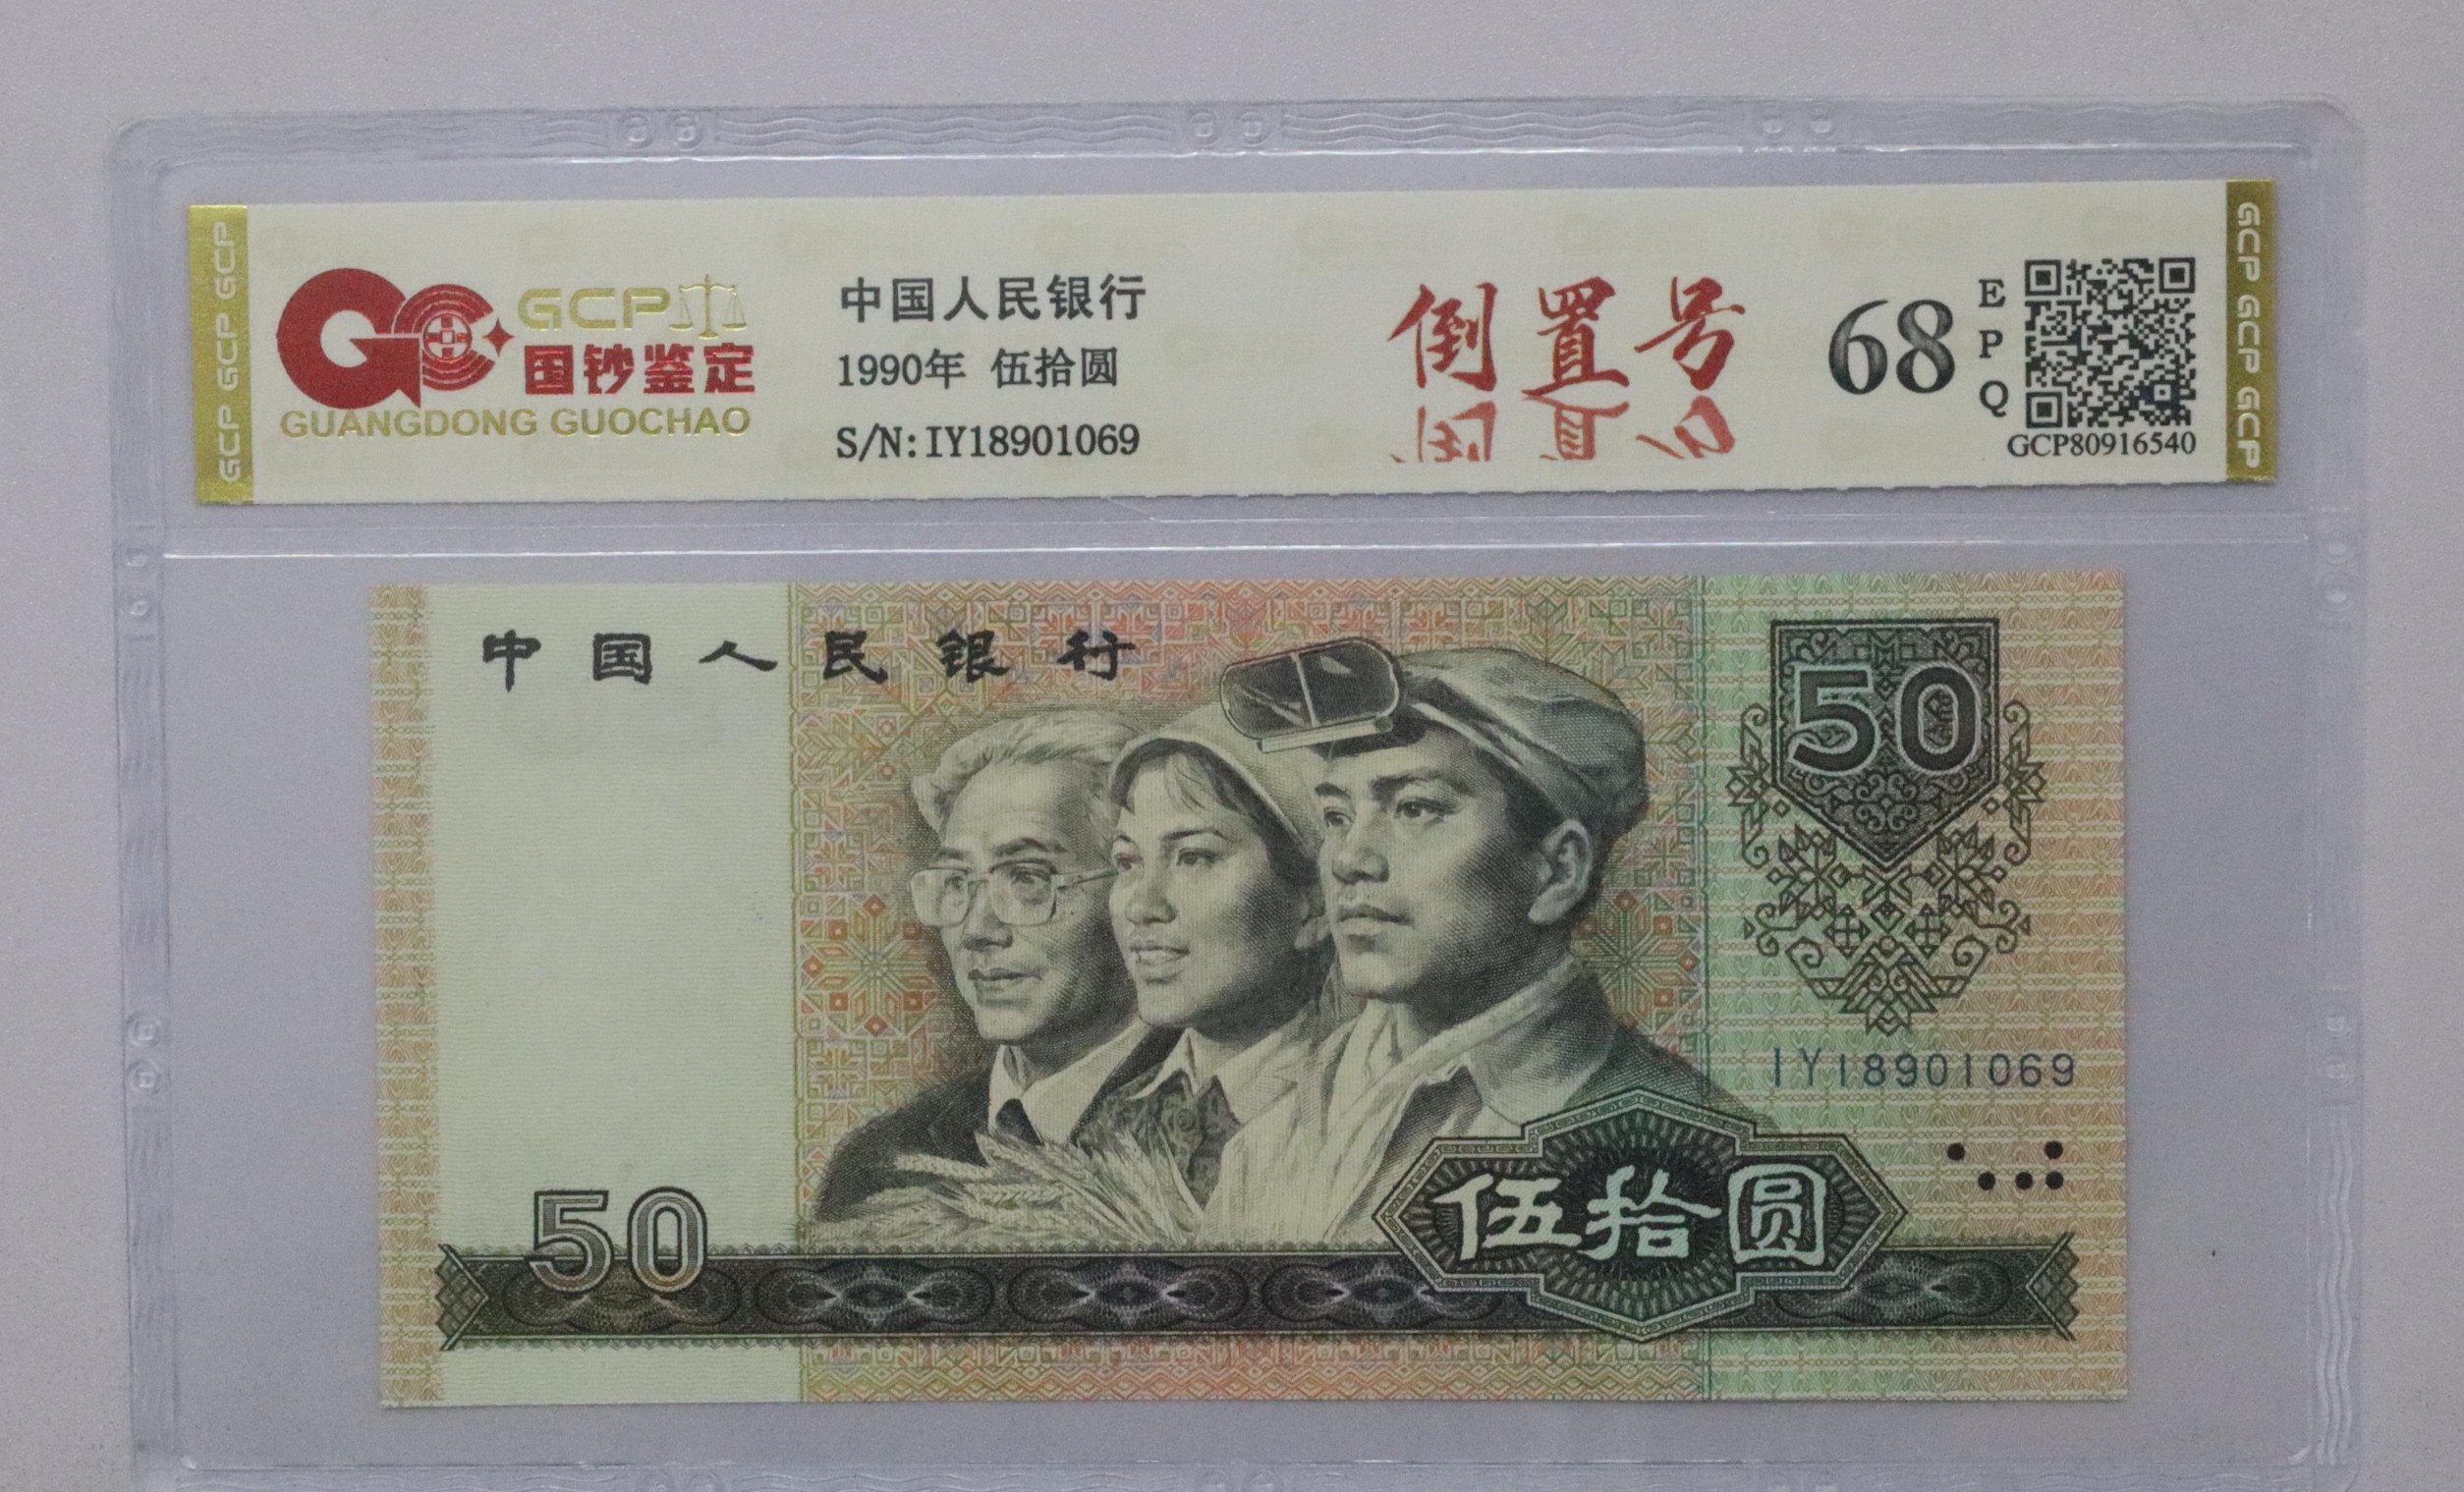 GCP GCP GCP
GCP
国钞鉴定
GUANGDONG GUOCHAO
中国人民银行
1990年 伍拾圆
S/N:IY18901069
倒置号
68
EPQ
GCP80916540
GCP GCP GCP
中国人民银行
50
IY18901069
50
伍拾圆